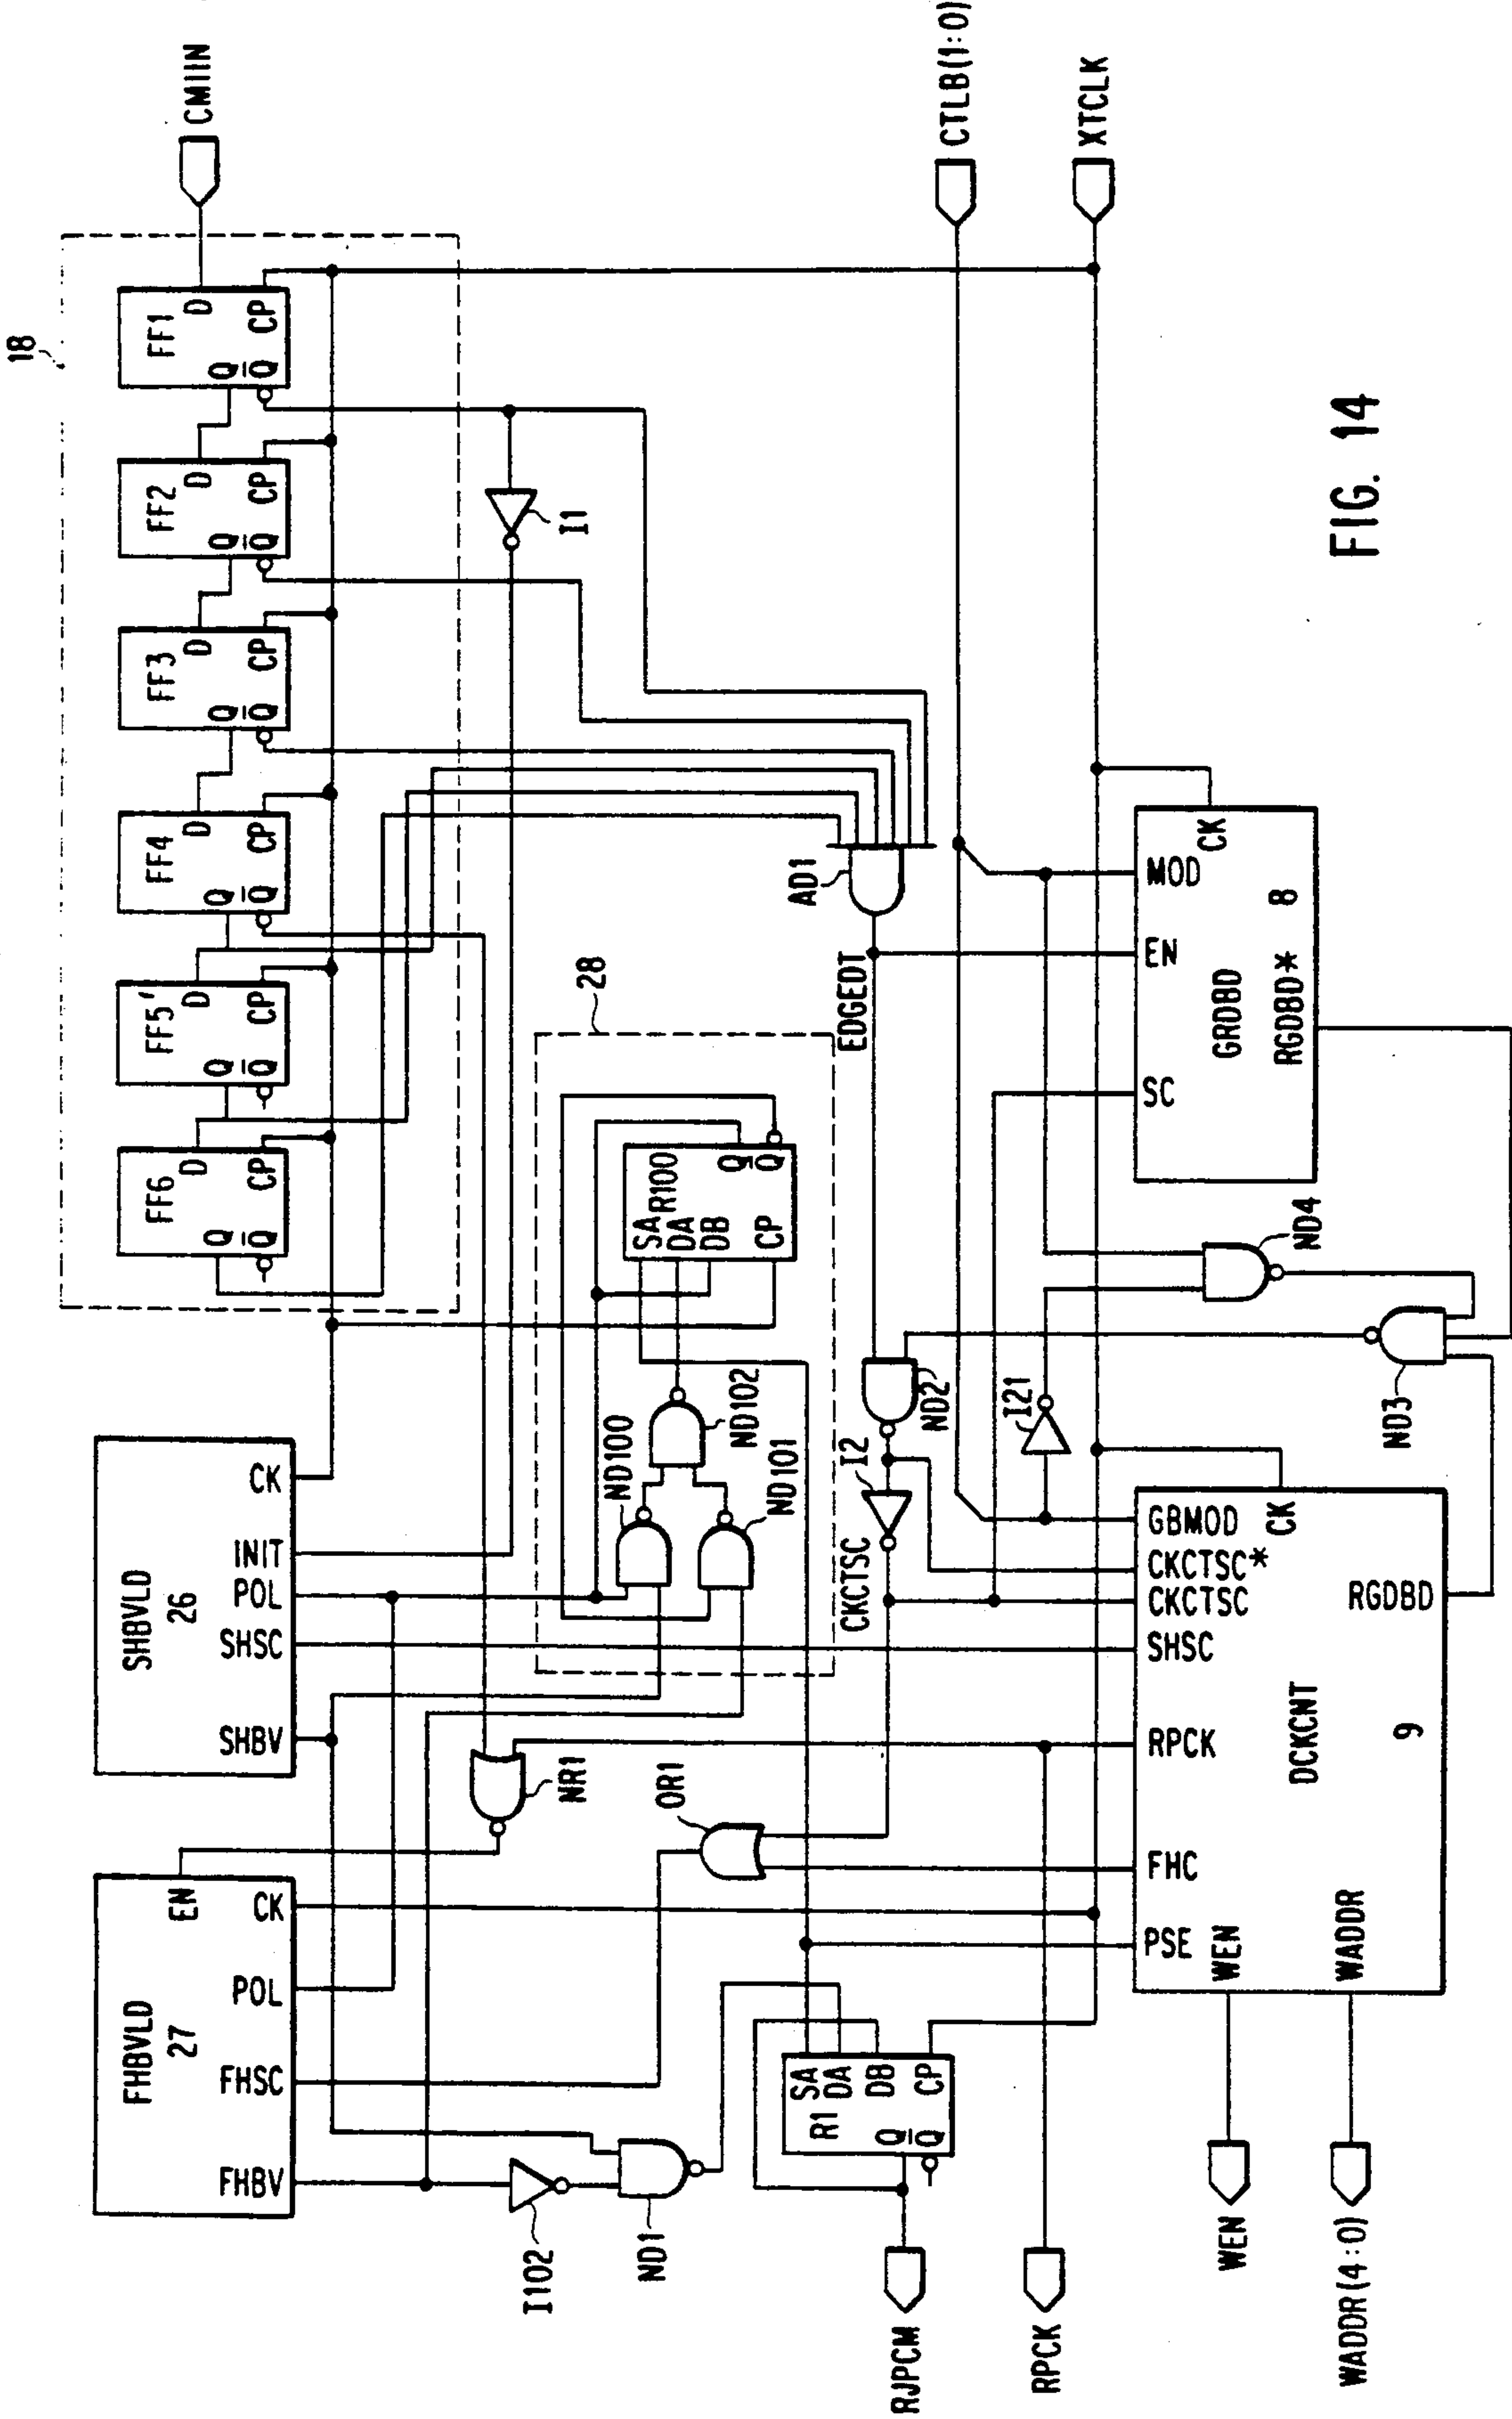 FIG. 14
18
CMIIN
CTLB(1:0)
XTCLK
FF1
D
CP
Q
Q
FF2
D
CP
Q
Q
FF3
D
CP
Q
Q
FF4
D
CP
Q
Q
FF5'
D
CP
Q
Q
FF6
D
CP
Q
Q
I1
AD1
EDGEDT
28
R100
SA
DA
DB
CP
Q
Q
ND100
ND101
ND102
SHBVLD
26
CK
INIT
POL
SHSC
SHBV
FHBVLD
27
EN
CK
POL
FHSC
FHBV
NR1
OR1
I102
ND1
R1
SA
DA
DB
CP
Q
Q
ND2
I2
CKCTSC
I21
ND3
ND4
GRDBD
8
MOD
CK
EN
SC
RGDBD*
DCKCNT
9
GBMOD
CK
CKCTSC*
CKCTSC
SHSC
RGDBD
RPCK
FHC
PSE
WEN
WADDR
RJPCM
RPCK
WEN
WADDR(4:0)